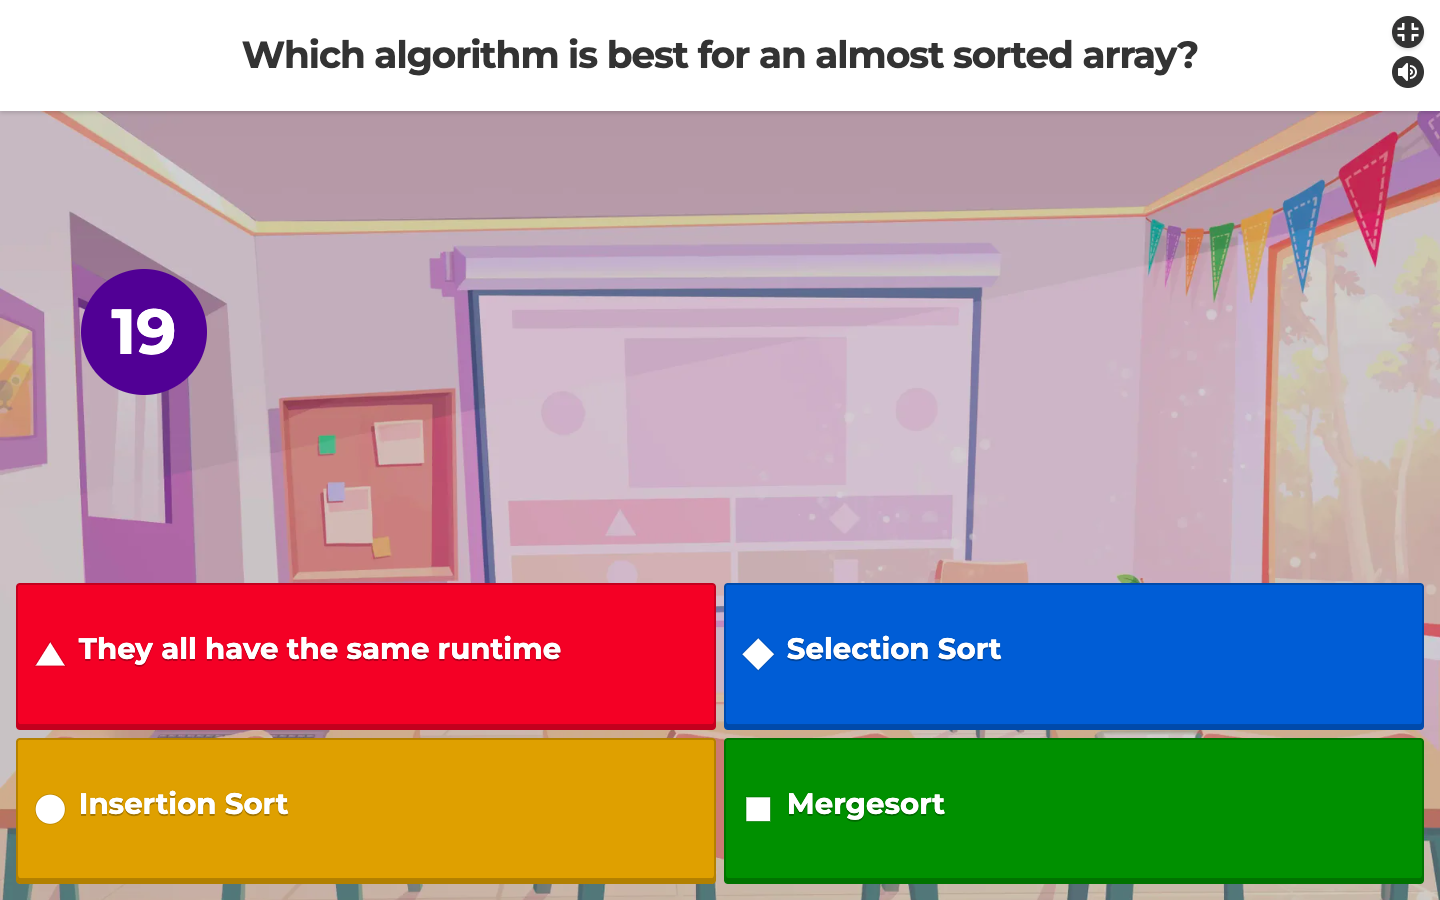 Which algorithm is best for an almost sorted array?
19
They all have the same runtime
Selection Sort
Insertion Sort
Mergesort